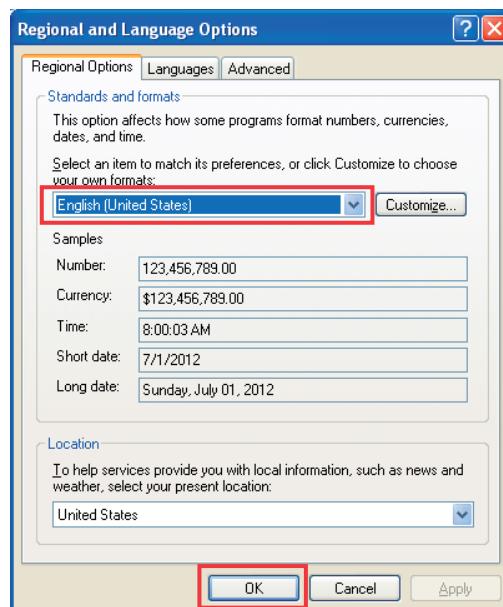 Regional and Language Options
Regional Options Languages Advanced
Standards and formats
This option affects how some programs format numbers, currencies,
dates, and time.
Select an item to match its preferences, or click Customize to choose
your own formats:
English (United States) Customize...
Samples
Number: 123,456,789.00
Currency: $123,456,789.00
Time: 8:00:03 AM
Short date: 7/1/2012
Long date: Sunday, July 01, 2012
Location
To help services provide you with local information, such as news and
weather, select your present location:
United States
OK Cancel Apply